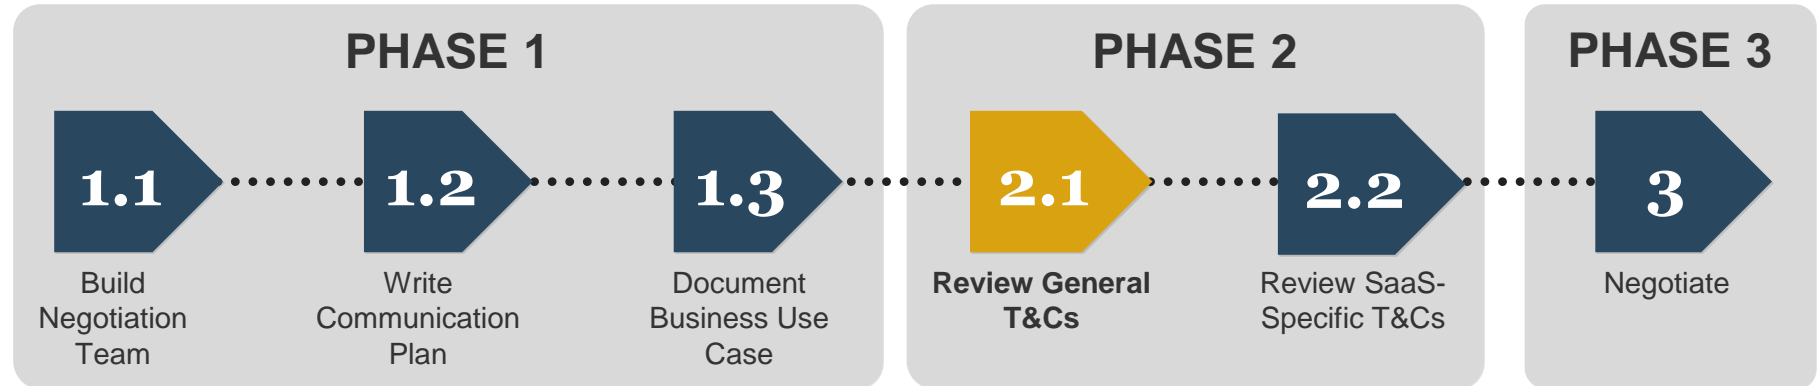 PHASE 1
1.1
Build
Negotiation
Team
1.2
Write
Communication
Plan
1.3
Document
Business Use
Case
PHASE 2
2.1
Review General
T&Cs
2.2
Review SaaS-
Specific T&Cs
PHASE 3
3
Negotiate